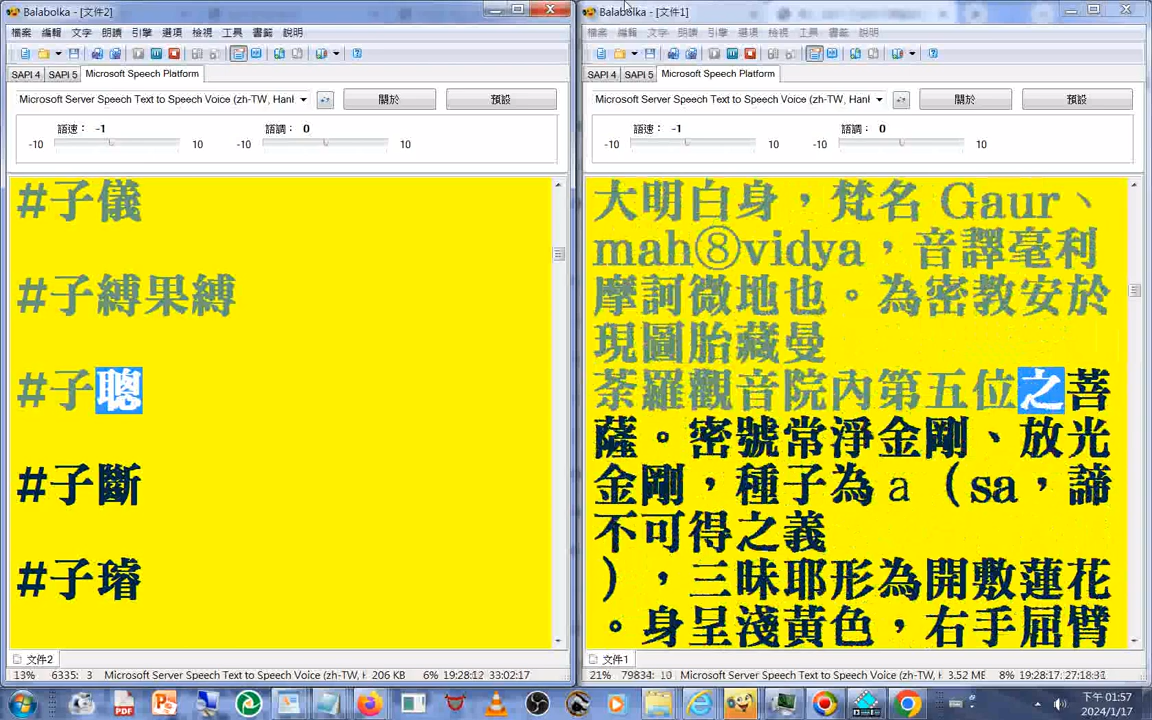 Balabolka - [文件2]
檔案 編輯 文字 朗讀 引擎 選項 檢視 工具 書籤 說明
SAPI 4 SAPI 5 Microsoft Speech Platform
Microsoft Server Speech Text to Speech Voice (zh-TW, Hanl
關於 預設
語速： -1 語調： 0
-10 10 -10 10
#子儀
#子縛果縛
#子聰
#子斷
#子璿
文件2
13% 6335: 3 Microsoft Server Speech Text to Speech Voice (zh-TW, H 206 KB 6% 19:28:12 33:02:17
Balabolka - [文件1]
檔案 編輯 文字 朗讀 引擎 選項 檢視 工具 書籤 說明
SAPI 4 SAPI 5 Microsoft Speech Platform
Microsoft Server Speech Text to Speech Voice (zh-TW, Hanl
關於 預設
語速： -1 語調： 0
-10 10 -10 10
大明白身，梵名 Gaur、
mah⑧vidya，音譯毫利
摩訶微地也。為密教安於
現圖胎藏曼
荼羅觀音院內第五位之菩
薩。密號常淨金剛、放光
金剛，種子為 a （sa，諦
不可得之義
），三昧耶形為開敷蓮花
。身呈淺黃色，右手屈臂
文件1
21% 79834: 10 Microsoft Server Speech Text to Speech Voice (zh-TW, H 3.52 MB 8% 19:28:17
下午 01:57
2024/1/17